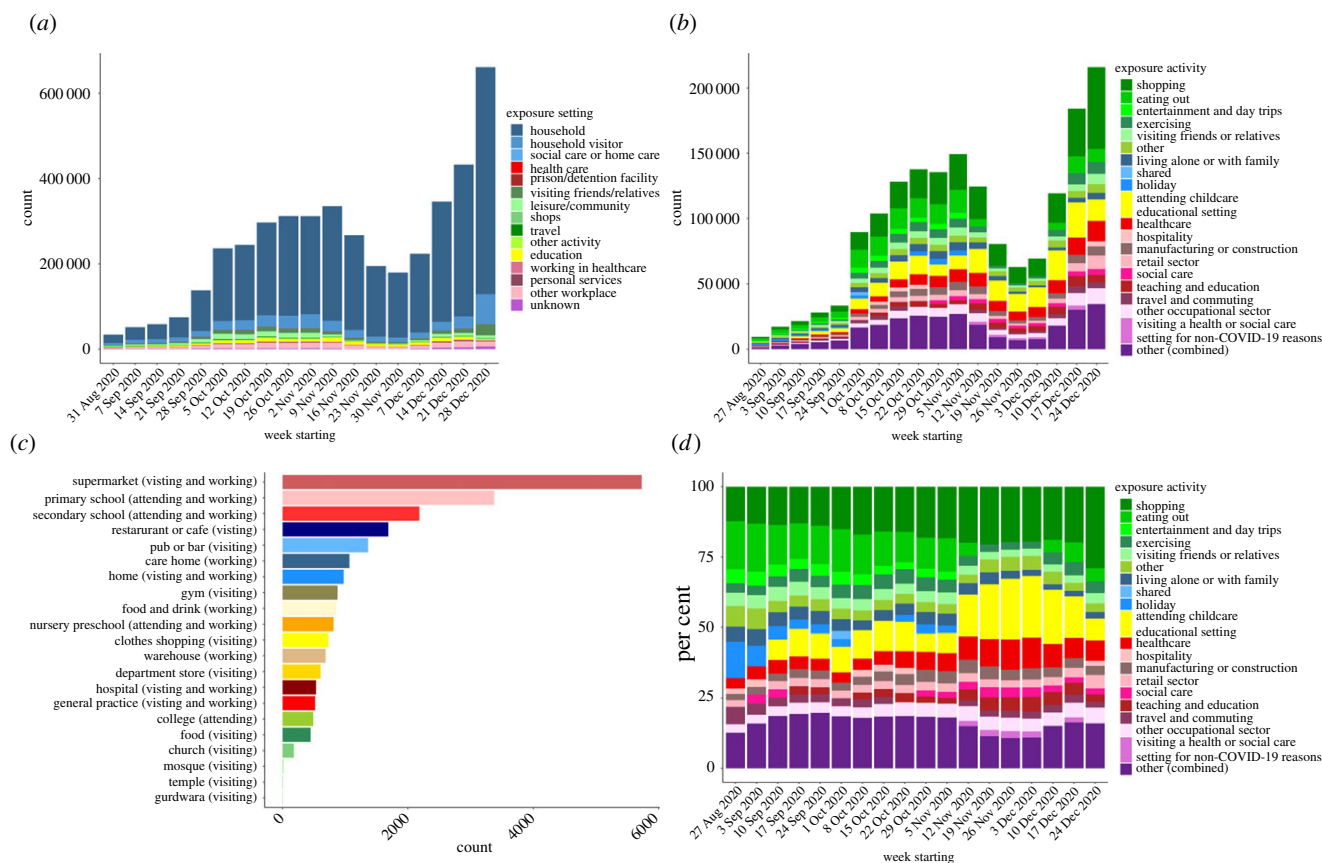 (a)
count
600 000
400 000
200 000
0
31 Aug 2020
7 Sep 2020
14 Sep 2020
21 Sep 2020
28 Sep 2020
5 Oct 2020
12 Oct 2020
19 Oct 2020
26 Oct 2020
2 Nov 2020
9 Nov 2020
16 Nov 2020
23 Nov 2020
30 Nov 2020
7 Dec 2020
14 Dec 2020
21 Dec 2020
28 Dec 2020
week starting
exposure setting
household
household visitor
social care or home care
health care
prison/detention facility
visiting friends/relatives
leisure/community
shops
travel
other activity
education
working in healthcare
personal services
other workplace
unknown
(b)
count
200 000
150 000
100 000
50 000
0
27 Aug 2020
3 Sep 2020
10 Sep 2020
17 Sep 2020
24 Sep 2020
1 Oct 2020
8 Oct 2020
15 Oct 2020
22 Oct 2020
29 Oct 2020
5 Nov 2020
12 Nov 2020
19 Nov 2020
26 Nov 2020
3 Dec 2020
10 Dec 2020
17 Dec 2020
24 Dec 2020
week starting
exposure activity
shopping
eating out
entertainment and day trips
exercising
visiting friends or relatives
other
living alone or with family
shared
holiday
attending childcare
educational setting
healthcare
hospitality
manufacturing or construction
retail sector
social care
teaching and education
travel and commuting
other occupational sector
visiting a health or social care
setting for non-COVID-19 reasons
other (combined)
(c)
supermarket (visting and working)
primary school (attending and working)
secondary school (attending and working)
restarurant or cafe (visiting)
pub or bar (visiting)
care home (working)
home (visting and working)
gym (visiting)
food and drink (working)
nursery preschool (attending and working)
clothes shopping (visiting)
warehouse (working)
department store (visiting)
hospital (visting and working)
general practice (visting and working)
college (attending)
food (visiting)
church (visiting)
mosque (visiting)
temple (visiting)
gurdwara (visiting)
0
2000
4000
6000
count
(d)
per cent
100
75
50
25
0
27 Aug 2020
3 Sep 2020
10 Sep 2020
17 Sep 2020
24 Sep 2020
1 Oct 2020
8 Oct 2020
15 Oct 2020
22 Oct 2020
29 Oct 2020
5 Nov 2020
12 Nov 2020
19 Nov 2020
26 Nov 2020
3 Dec 2020
10 Dec 2020
17 Dec 2020
24 Dec 2020
week starting
exposure activity
shopping
eating out
entertainment and day trips
exercising
visiting friends or relatives
other
living alone or with family
shared
holiday
attending childcare
educational setting
healthcare
hospitality
manufacturing or construction
retail sector
social care
teaching and education
travel and commuting
other occupational sector
visiting a health or social care
setting for non-COVID-19 reasons
other (combined)